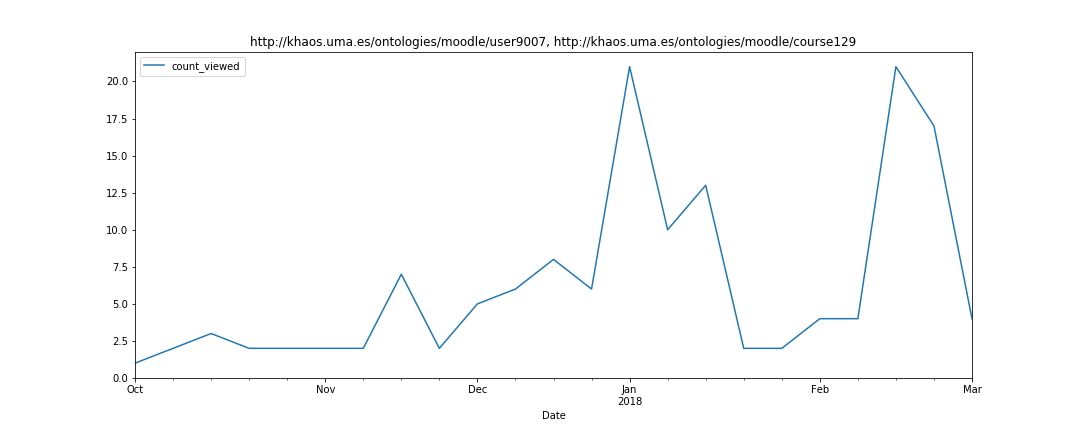 http://khaos.uma.es/ontologies/moodle/user9007, http://khaos.uma.es/ontologies/moodle/course129
count_viewed
20.0
17.5
15.0
12.5
10.0
7.5
5.0
2.5
0.0
Oct Nov Dec Jan Feb Mar
2018
Date